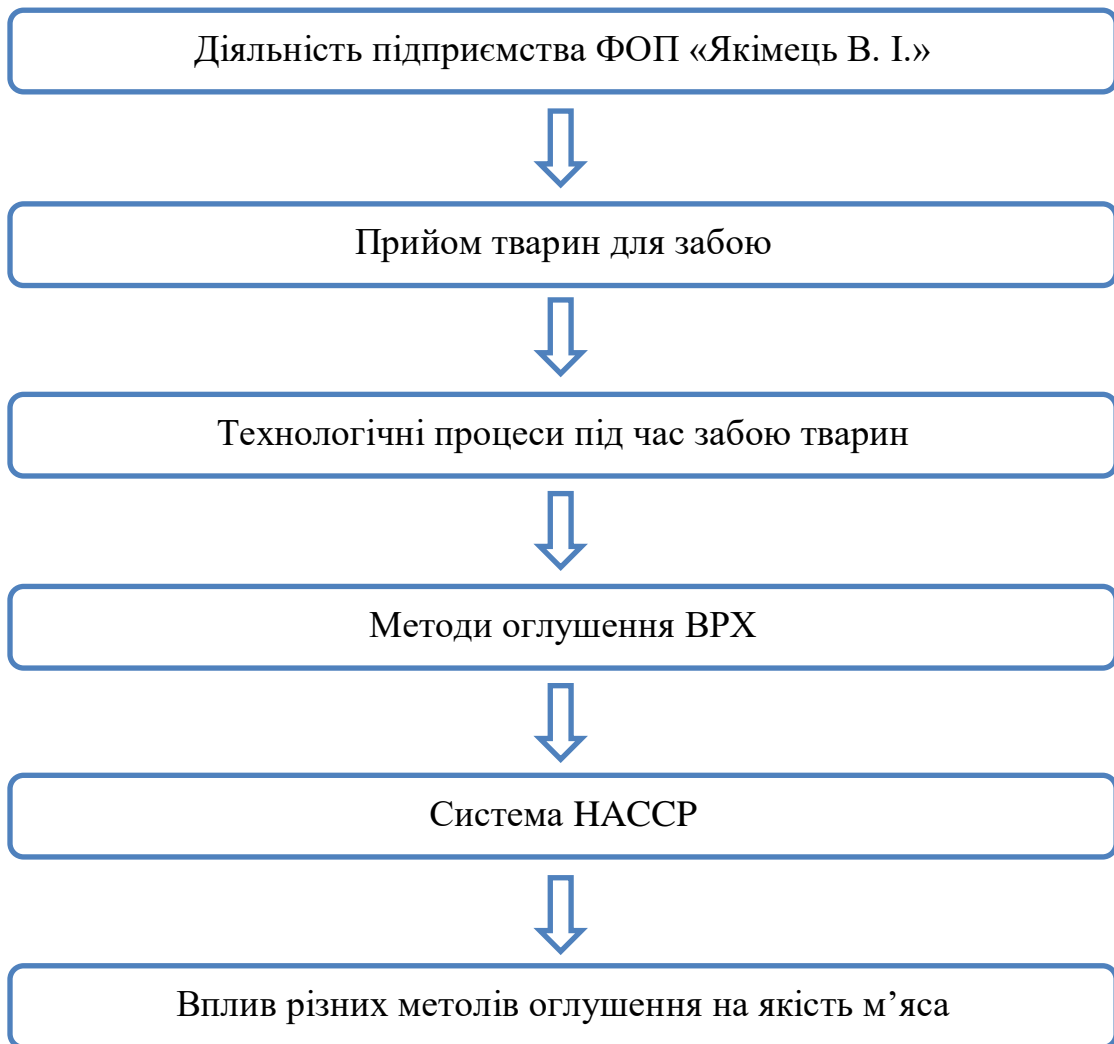 Діяльність підприємства ФОП «Якімець В. І.»
Прийом тварин для забою
Технологічні процеси під час забою тварин
Методи оглушення ВРХ
Система НАССР
Вплив різних метолів оглушення на якість м’яса